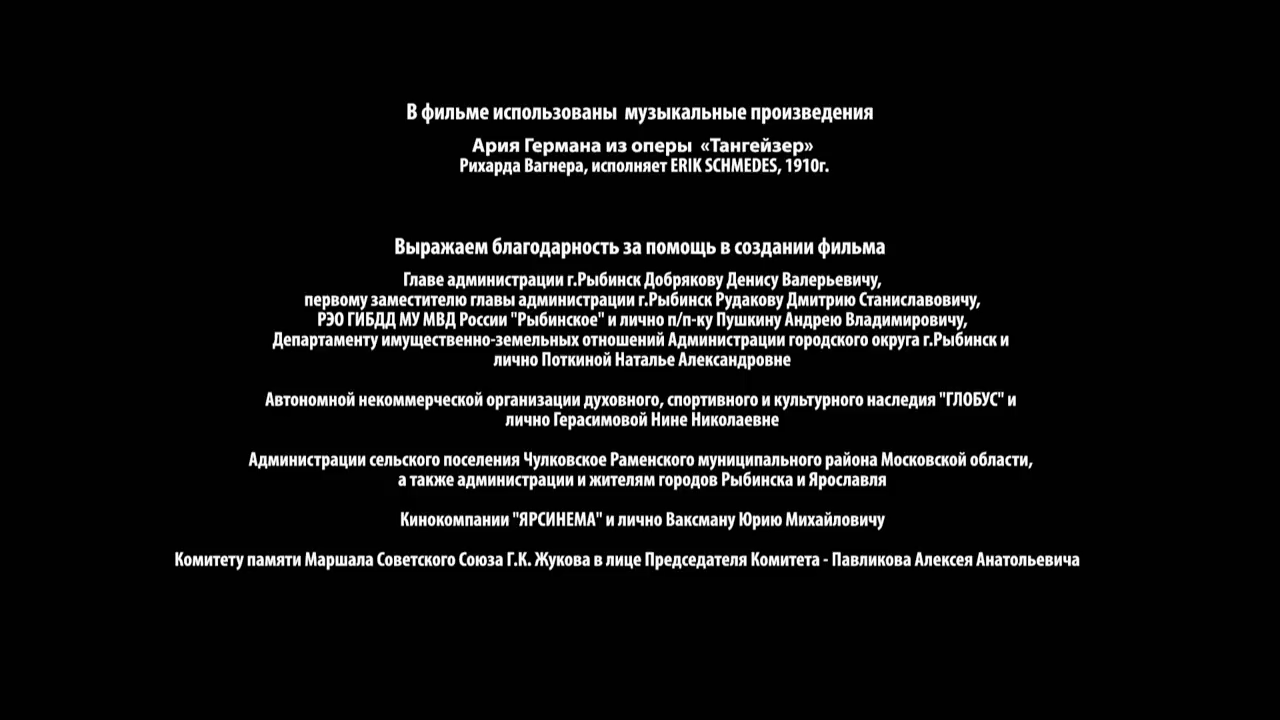 В фильме использованы музыкальные произведения
Ария Германа из оперы «Тангейзер»
Рихарда Вагнера, исполняет ERIK SCHMEDES, 1910г.
Выражаем благодарность за помощь в создании фильма
Главе администрации г.Рыбинск Добрякову Денису Валерьевичу,
первому заместителю главы администрации г.Рыбинск Рудакову Дмитрию Станиславовичу,
РЭО ГИБДД МУ МВД России "Рыбинское" и лично п/п-ку Пушкину Андрею Владимировичу,
Департаменту имущественно-земельных отношений Администрации городского округа г.Рыбинск и
лично Поткиной Наталье Александровне
Автономной некоммерческой организации духовного, спортивного и культурного наследия "ГЛОБУС" и
лично Герасимовой Нине Николаевне
Администрации сельского поселения Чулковское Раменского муниципального района Московской области,
а также администрации и жителям городов Рыбинска и Ярославля
Кинокомпании "ЯРСИНЕМА" и лично Ваксману Юрию Михайловичу
Комитету памяти Маршала Советского Союза Г.К. Жукова в лице Председателя Комитета - Павликова Алексея Анатольевича